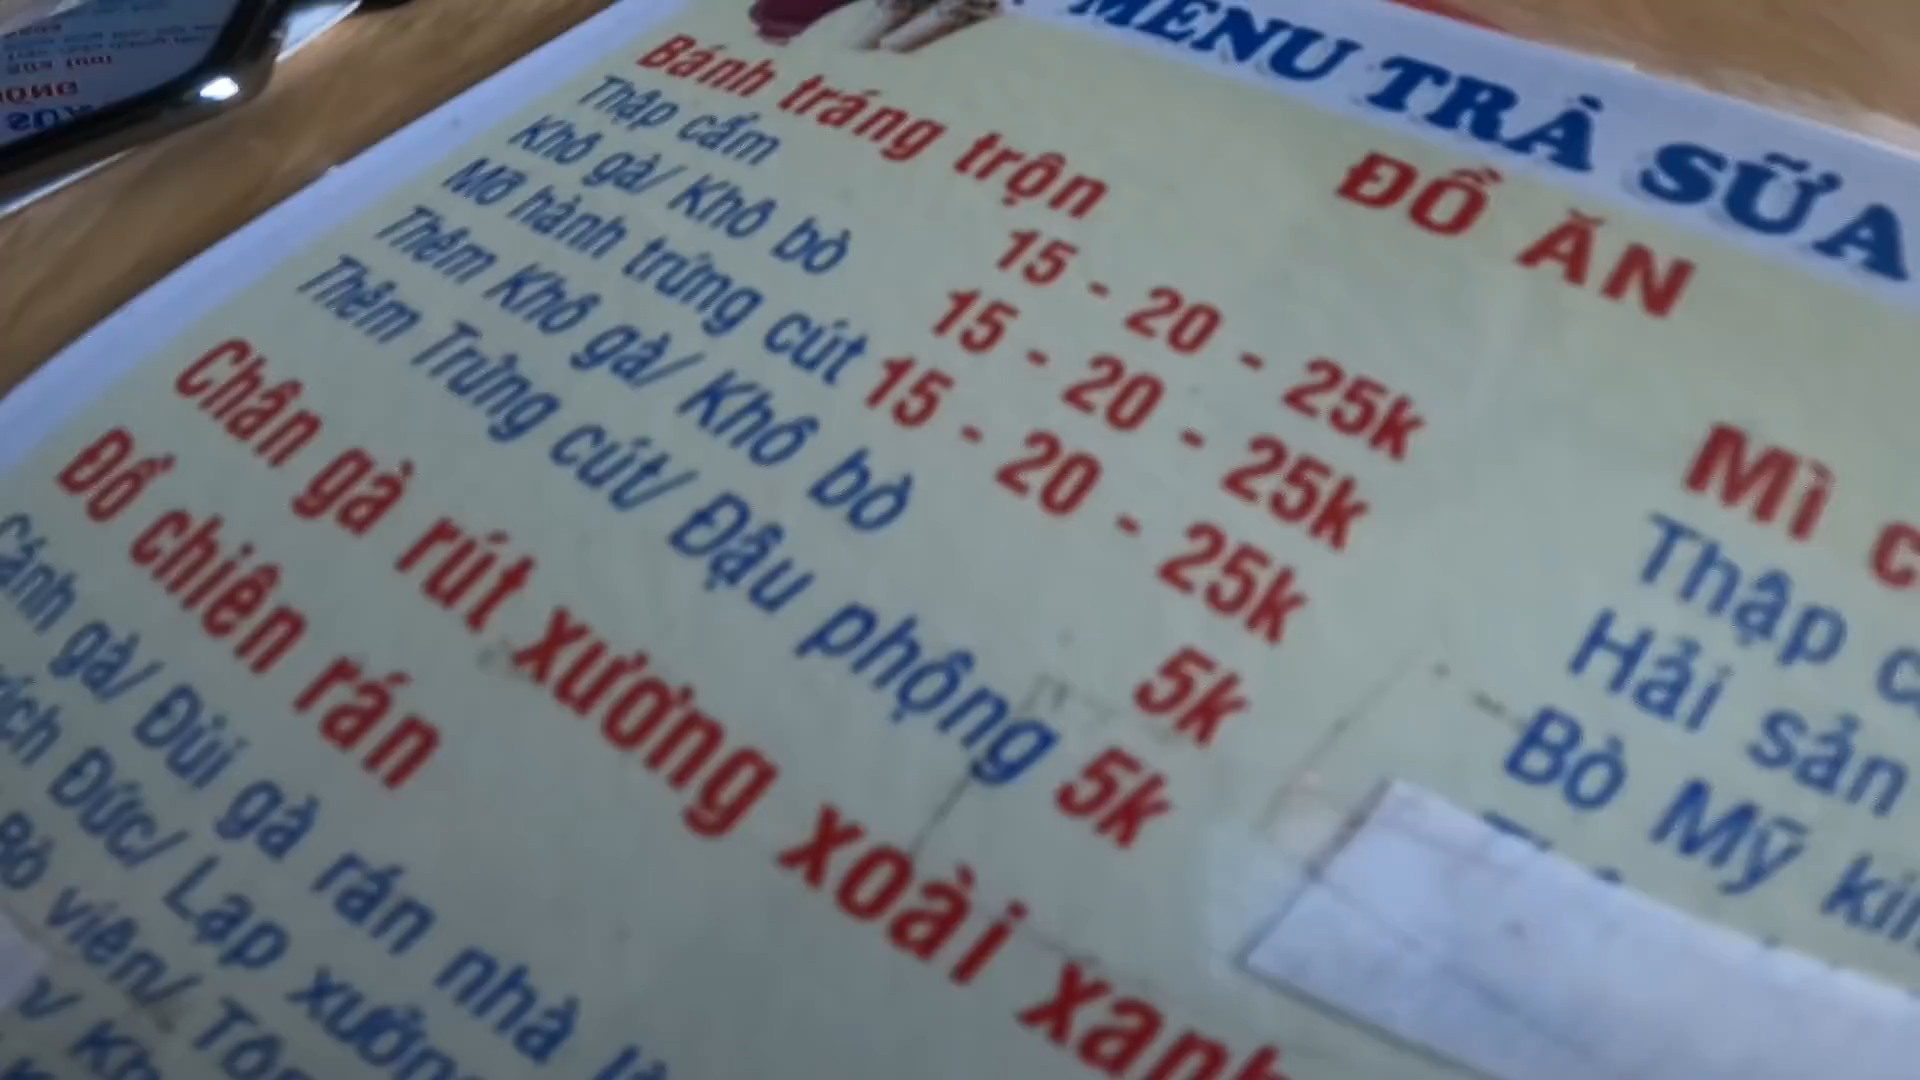 MENU TRÀ SỮA
ĐỒ ĂN
Bánh tráng trộn
Thập cẩm 15 - 20 - 25k
Khô gà/ Khô bò 15 - 20 - 25k
Mỡ hành trứng cút 15 - 20 - 25k
Thêm Khô gà/ Khô bò 5k
Thêm Trứng cút/ Đậu phộng 5k
Chân gà rút xương xoài xanh
Đồ chiên rán
Cánh gà/ Đùi gà rán nhà
Đức/ Lạp xưởng
Bò viên/
Mì
Thập
Hải sản
Bò Mỹ